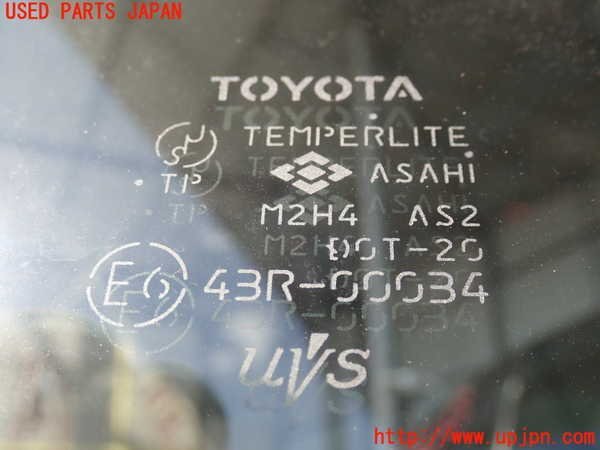 USED PARTS JAPAN
TOYOTA
JIS TEMPERLITE
TP ASAHI
M2H4 AS2
DOT-20
E6 43R-00034
UVS
http://www.upjpn.com/